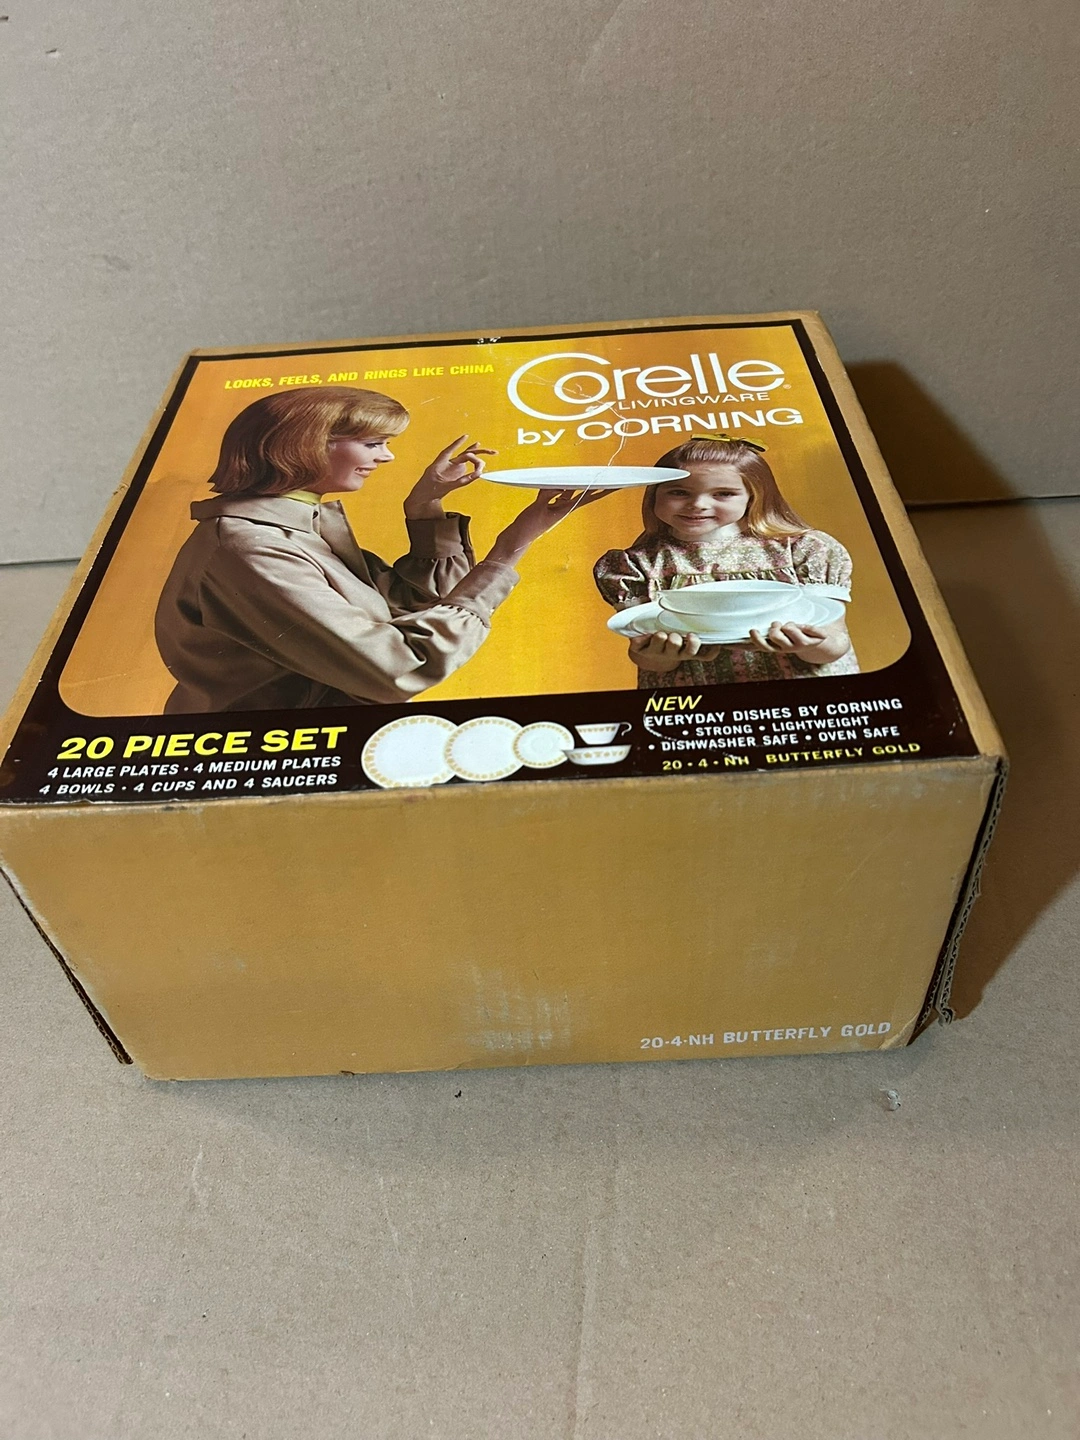 LOOKS, FEELS, AND RINGS LIKE CHINA
Corelle®
LIVINGWARE
by CORNING
20 PIECE SET
4 LARGE PLATES · 4 MEDIUM PLATES
4 BOWLS · 4 CUPS AND 4 SAUCERS
NEW
EVERYDAY DISHES BY CORNING
• STRONG • LIGHTWEIGHT
• DISHWASHER SAFE • OVEN SAFE
20·4·NH BUTTERFLY GOLD
20·4·NH BUTTERFLY GOLD